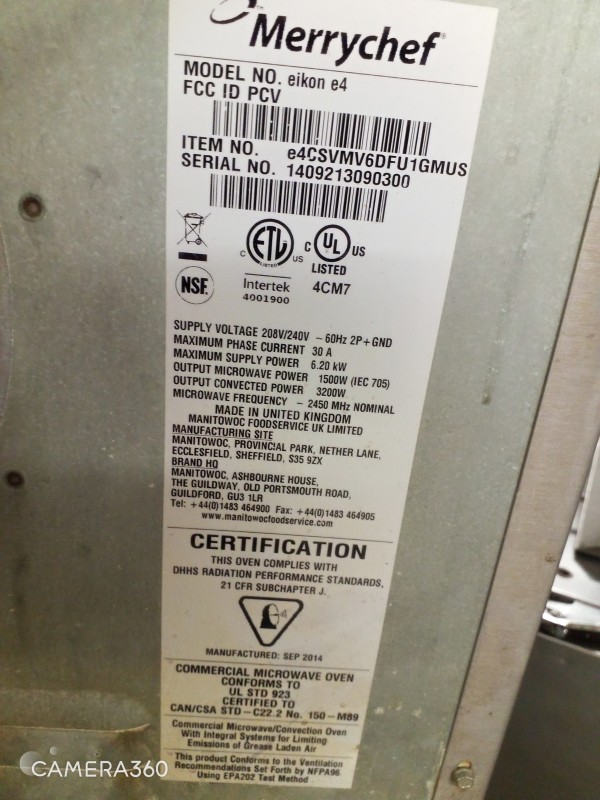 Merrychef
MODEL NO. eikon e4
FCC ID PCV
ITEM NO. e4CSVMV6DFU1GMUS
SERIAL NO. 1409213090300
C ETL LISTED US
C UL US
LISTED
NSF
Intertek
4001900
4CM7
SUPPLY VOLTAGE 208V/240V ~ 60Hz 2P+GND
MAXIMUM PHASE CURRENT 30 A
MAXIMUM SUPPLY POWER 6.20 kW
OUTPUT MICROWAVE POWER 1500W (IEC 705)
OUTPUT CONVECTED POWER 3200W
MICROWAVE FREQUENCY ~ 2450 MHz NOMINAL
MADE IN UNITED KINGDOM
MANITOWOC FOODSERVICE UK LIMITED
MANUFACTURING SITE
MANITOWOC, PROVINCIAL PARK, NETHER LANE,
ECCLESFIELD, SHEFFIELD, S35 9ZX
BRAND HQ
MANITOWOC, ASHBOURNE HOUSE,
THE GUILDWAY, OLD PORTSMOUTH ROAD,
GUILDFORD, GU3 1LR
Tel: +44(0)1483 464900 Fax: +44(0)1483 464905
www.manitowocfoodservice.com
CERTIFICATION
THIS OVEN COMPLIES WITH
DHHS RADIATION PERFORMANCE STANDARDS,
21 CFR SUBCHAPTER J.
MANUFACTURED: SEP 2014
COMMERCIAL MICROWAVE OVEN
CONFORMS TO
UL STD 923
CERTIFIED TO
CAN/CSA STD-C22.2 No. 150-M89
Commercial Microwave/Convection Oven
With Integral Systems for Limiting
Emissions of Grease Laden Air
This product Conforms to the Ventilation
Recommendations Set Forth by NFPA96
Using EPA202 Test Method
CAMERA360